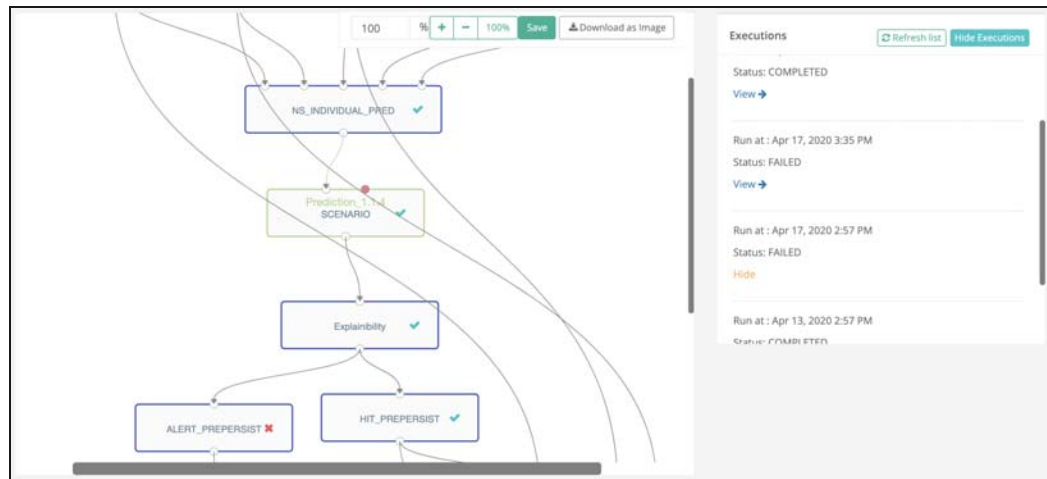 100 % + − 100% Save Download as Image
NS_INDIVIDUAL_PRED
Prediction_1.1.4
SCENARIO
Explainibility
ALERT_PREPERSIST
HIT_PREPERSIST
Executions Refresh list Hide Executions
Status: COMPLETED
View
Run at : Apr 17, 2020 3:35 PM
Status: FAILED
View
Run at : Apr 17, 2020 2:57 PM
Status: FAILED
Hide
Run at : Apr 13, 2020 2:57 PM
Status: COMPLETED